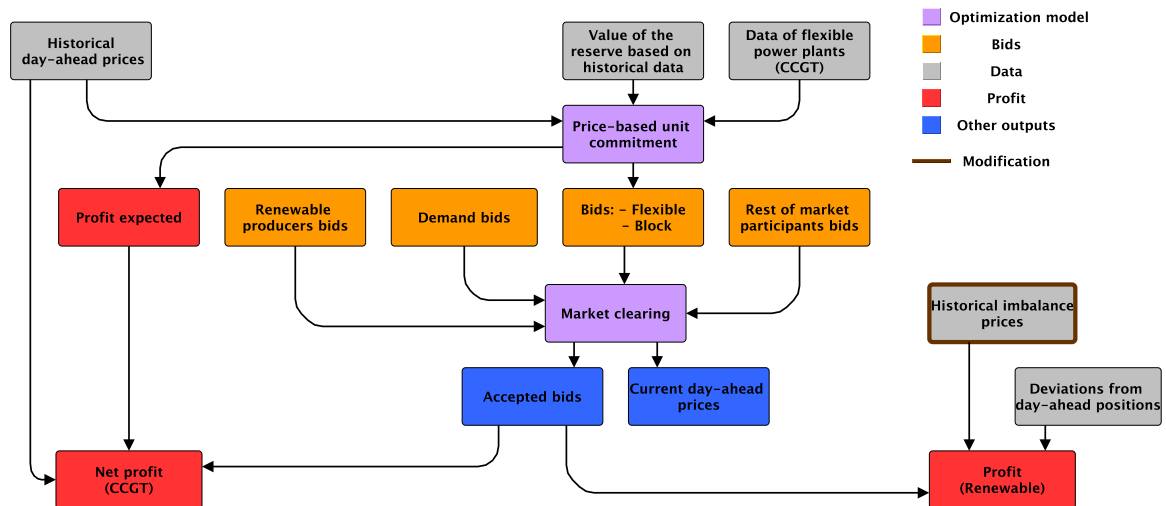 Historical
day-ahead prices
Value of the
reserve based on
historical data
Data of flexible
power plants
(CCGT)
Optimization model
Bids
Data
Profit
Other outputs
Modification
Price-based unit
commitment
Profit expected
Renewable
producers bids
Demand bids
Bids: - Flexible
- Block
Rest of market
participants bids
Market clearing
Historical imbalance
prices
Accepted bids
Current day-ahead
prices
Deviations from
day-ahead positions
Net profit
(CCGT)
Profit
(Renewable)